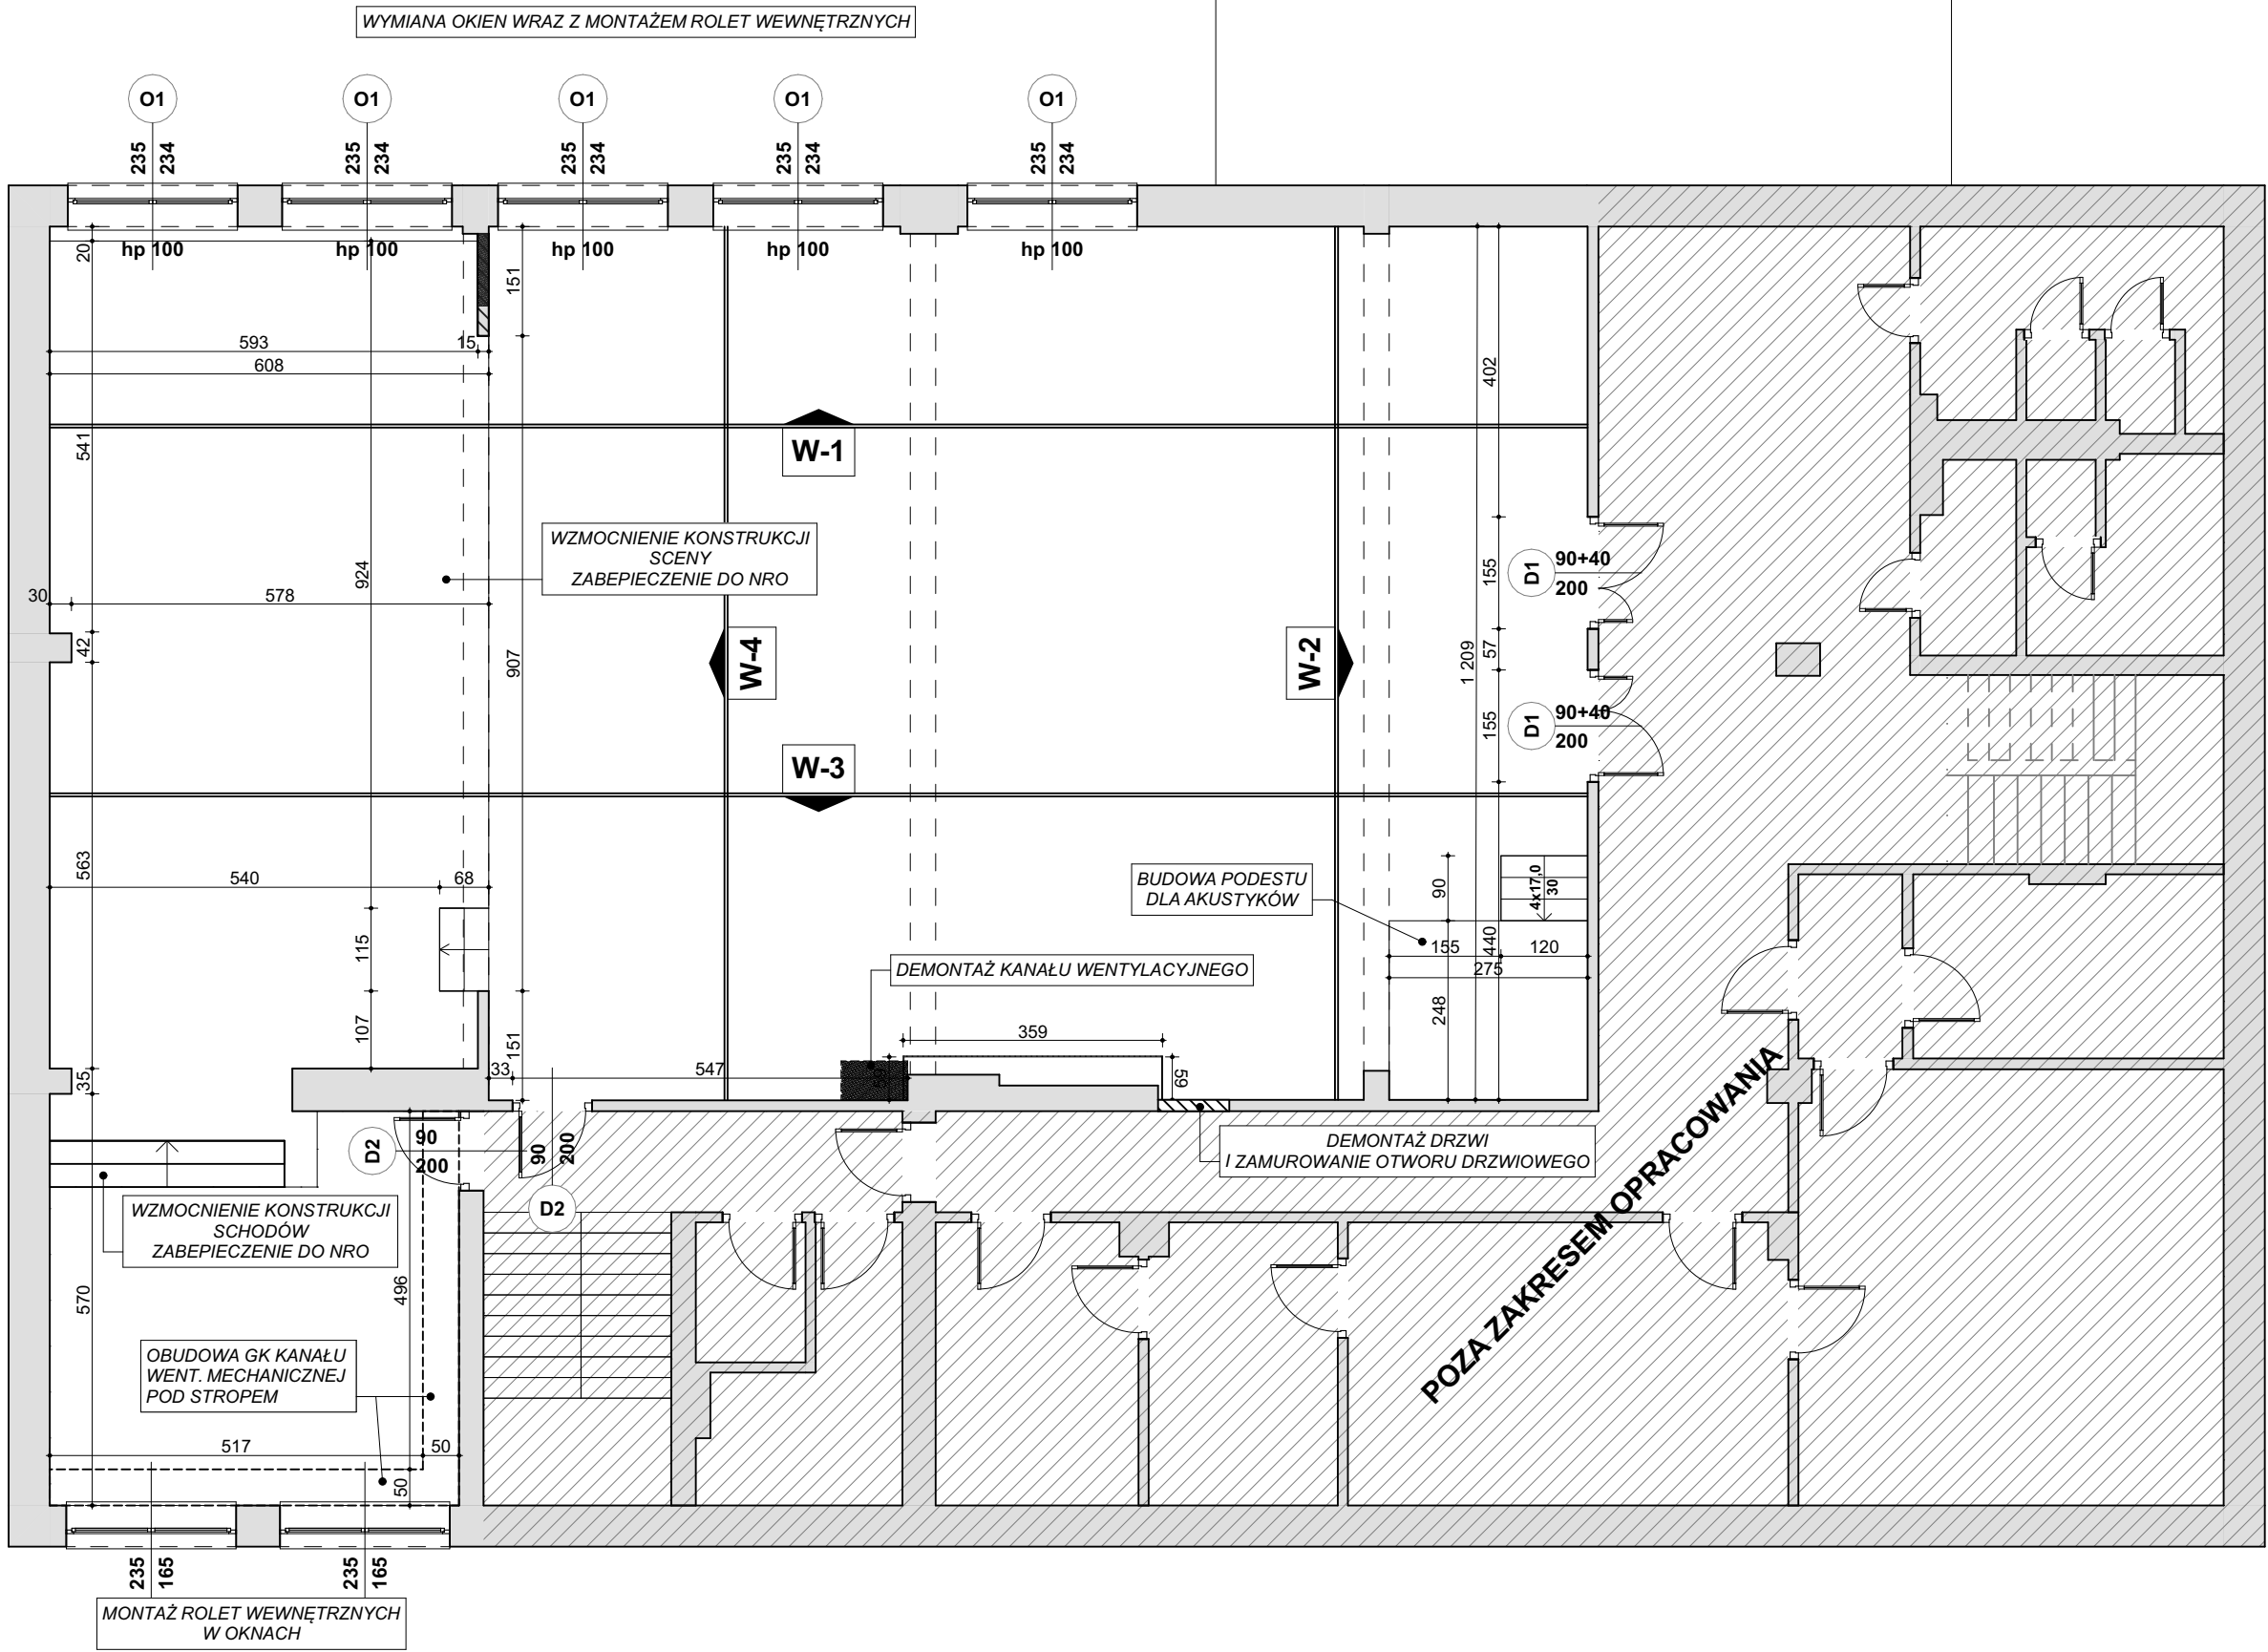 WYMIANA OKIEN WRAZ Z MONTAŻEM ROLET WEWNĘTRZNYCH
O1
O1
O1
O1
O1
235
234
235
234
235
234
235
234
235
234
hp 100
hp 100
hp 100
hp 100
hp 100
20
151
593
15
608
402
541
W-1
WZMOCNIENIE KONSTRUKCJI
SCENY
ZABEPIECZENIE DO NRO
924
30
578
42
907
W-4
W-2
1 209
155
57
155
D1
90+40
200
D1
90+40
200
W-3
563
540
68
115
107
BUDOWA PODESTU
DLA AKUSTYKÓW
90
4x17,0
30
155
440
120
275
248
DEMONTAŻ KANAŁU WENTYLACYJNEGO
359
151
33
547
59
59
35
D2
90
200
90
200
D2
DEMONTAŻ DRZWI
I ZAMUROWANIE OTWORU DRZWIOWEGO
POZA ZAKRESEM OPRACOWANIA
WZMOCNIENIE KONSTRUKCJI
SCHODÓW
ZABEPIECZENIE DO NRO
570
496
OBUDOWA GK KANAŁU
WENT. MECHANICZNEJ
POD STROPEM
517
50
50
235
165
235
165
MONTAŻ ROLET WEWNĘTRZNYCH
W OKNACH